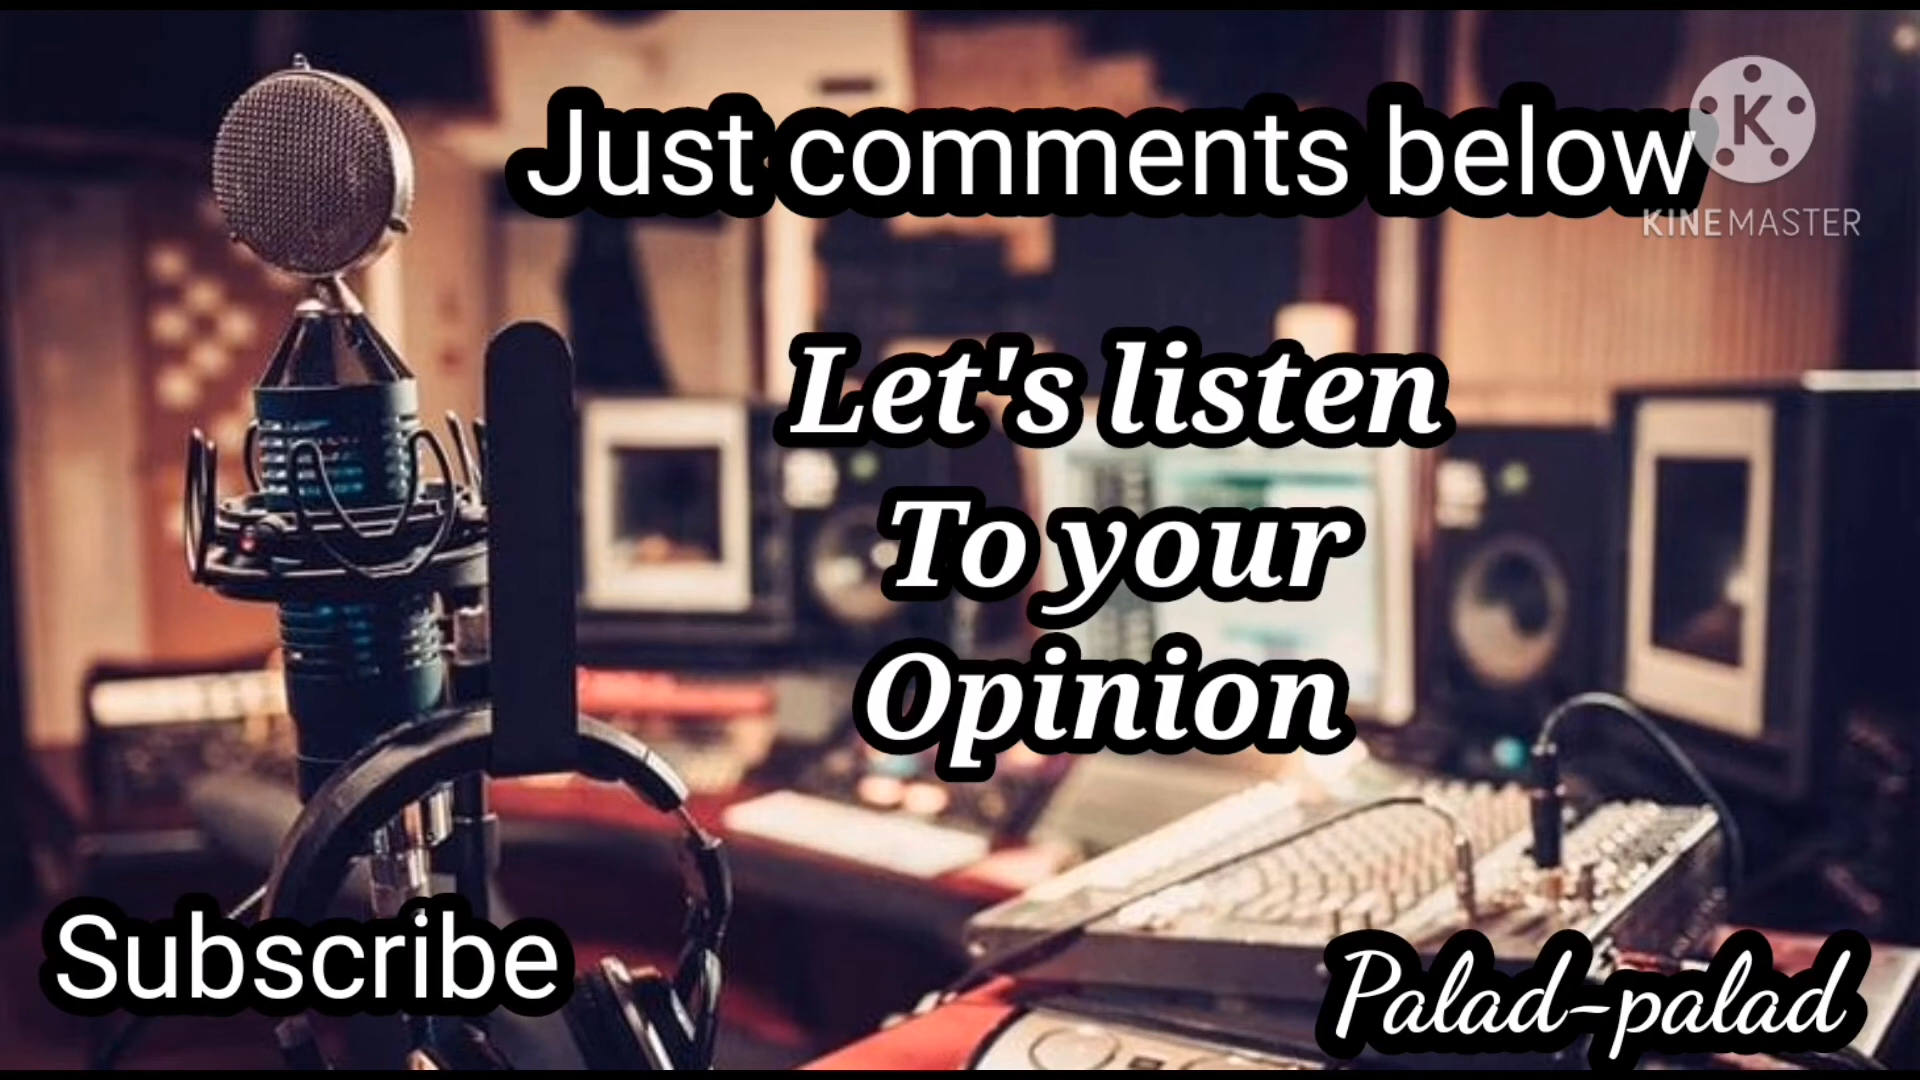 Just comments below
K
KINEMASTER
Let's listen
To your
Opinion
Subscribe
Palad-palad